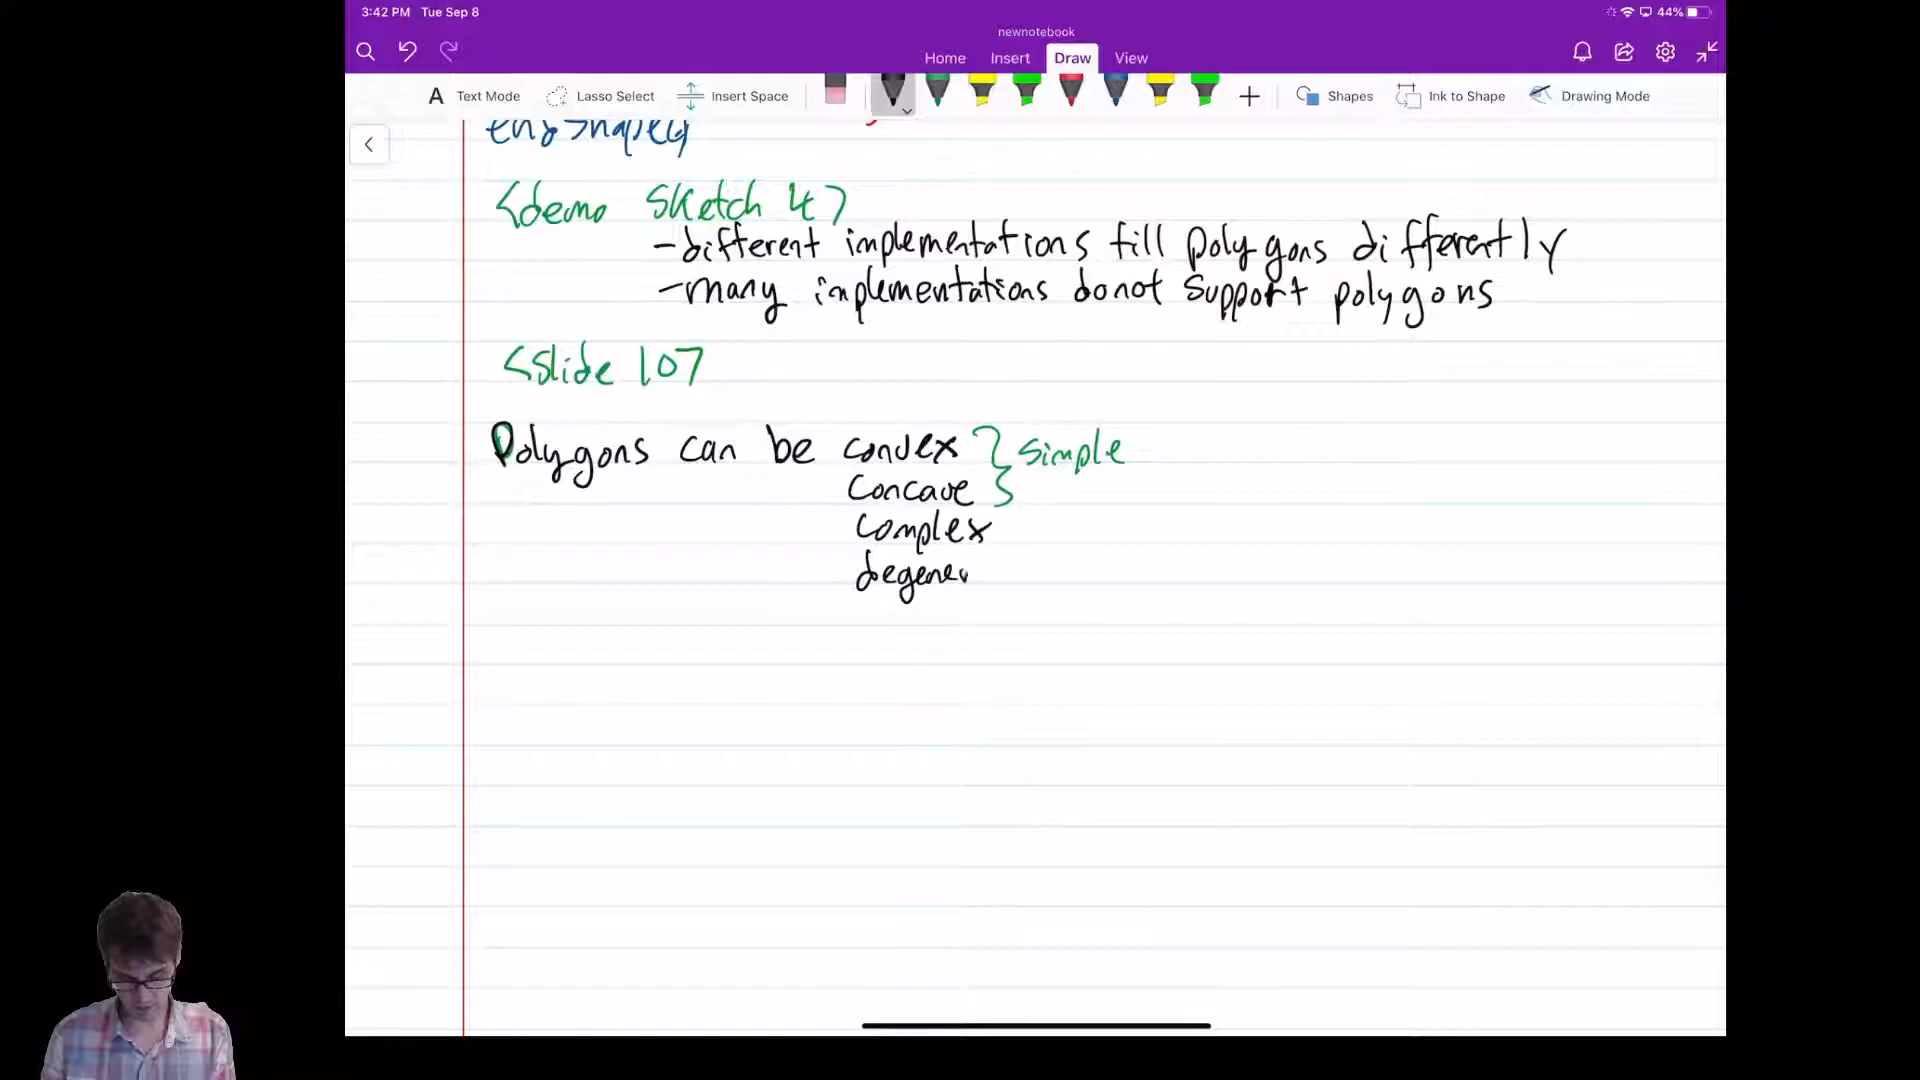 3:42 PM Tue Sep 8
44%
newnotebook
Home Insert Draw View
A Text Mode Lasso Select Insert Space Shapes Ink to Shape Drawing Mode
<demo sketch 4>
-different implementations fill polygons differently
-many implementations donot support polygons
<slide 107
Polygons can be convex } simple
concave
complex
degener